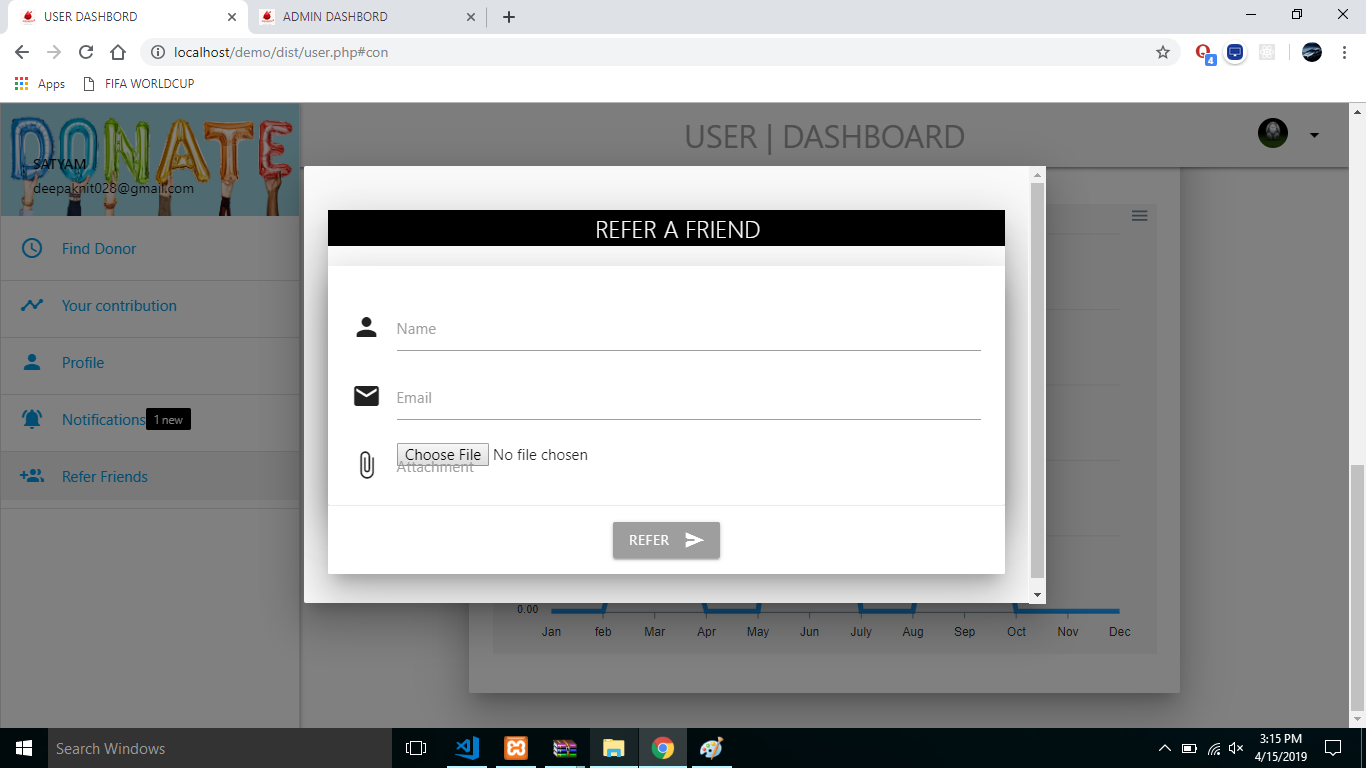 USER DASHBORD
ADMIN DASHBORD
localhost/demo/dist/user.php#con
4
Apps
FIFA WORLDCUP
DONATE
SATYAM
deepaknit028@gmail.com
USER | DASHBOARD
Find Donor
Your contribution
Profile
Notifications 1 new
Refer Friends
REFER A FRIEND
Name
Email
Choose File No file chosen
Attachment
REFER
0.00
Jan feb Mar Apr May Jun July Aug Sep Oct Nov Dec
Search Windows
3:15 PM
4/15/2019